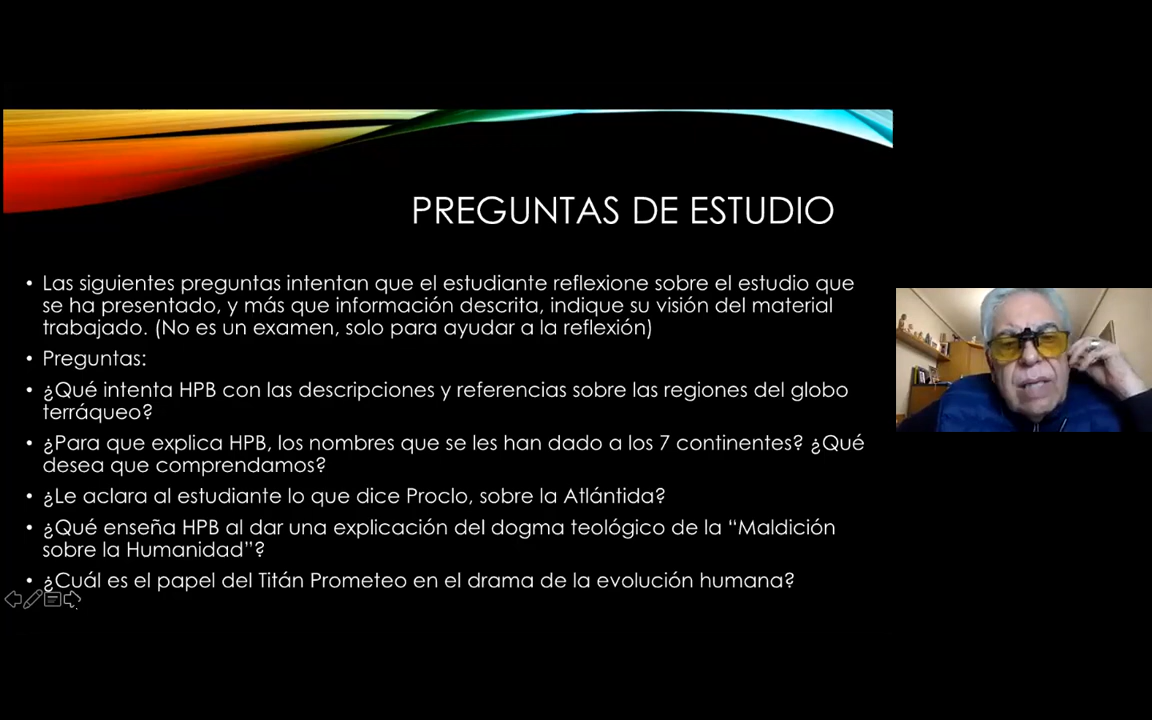 PREGUNTAS DE ESTUDIO
• Las siguientes preguntas intentan que el estudiante reflexione sobre el estudio que
se ha presentado, y más que información descrita, indique su visión del material
trabajado. (No es un examen, solo para ayudar a la reflexión)
• Preguntas:
• ¿Qué intenta HPB con las descripciones y referencias sobre las regiones del globo
terráqueo?
• ¿Para que explica HPB, los nombres que se les han dado a los 7 continentes? ¿Qué
desea que comprendamos?
• ¿Le aclara al estudiante lo que dice Proclo, sobre la Atlántida?
• ¿Qué enseña HPB al dar una explicación del dogma teológico de la “Maldición
sobre la Humanidad”?
• ¿Cuál es el papel del Titán Prometeo en el drama de la evolución humana?